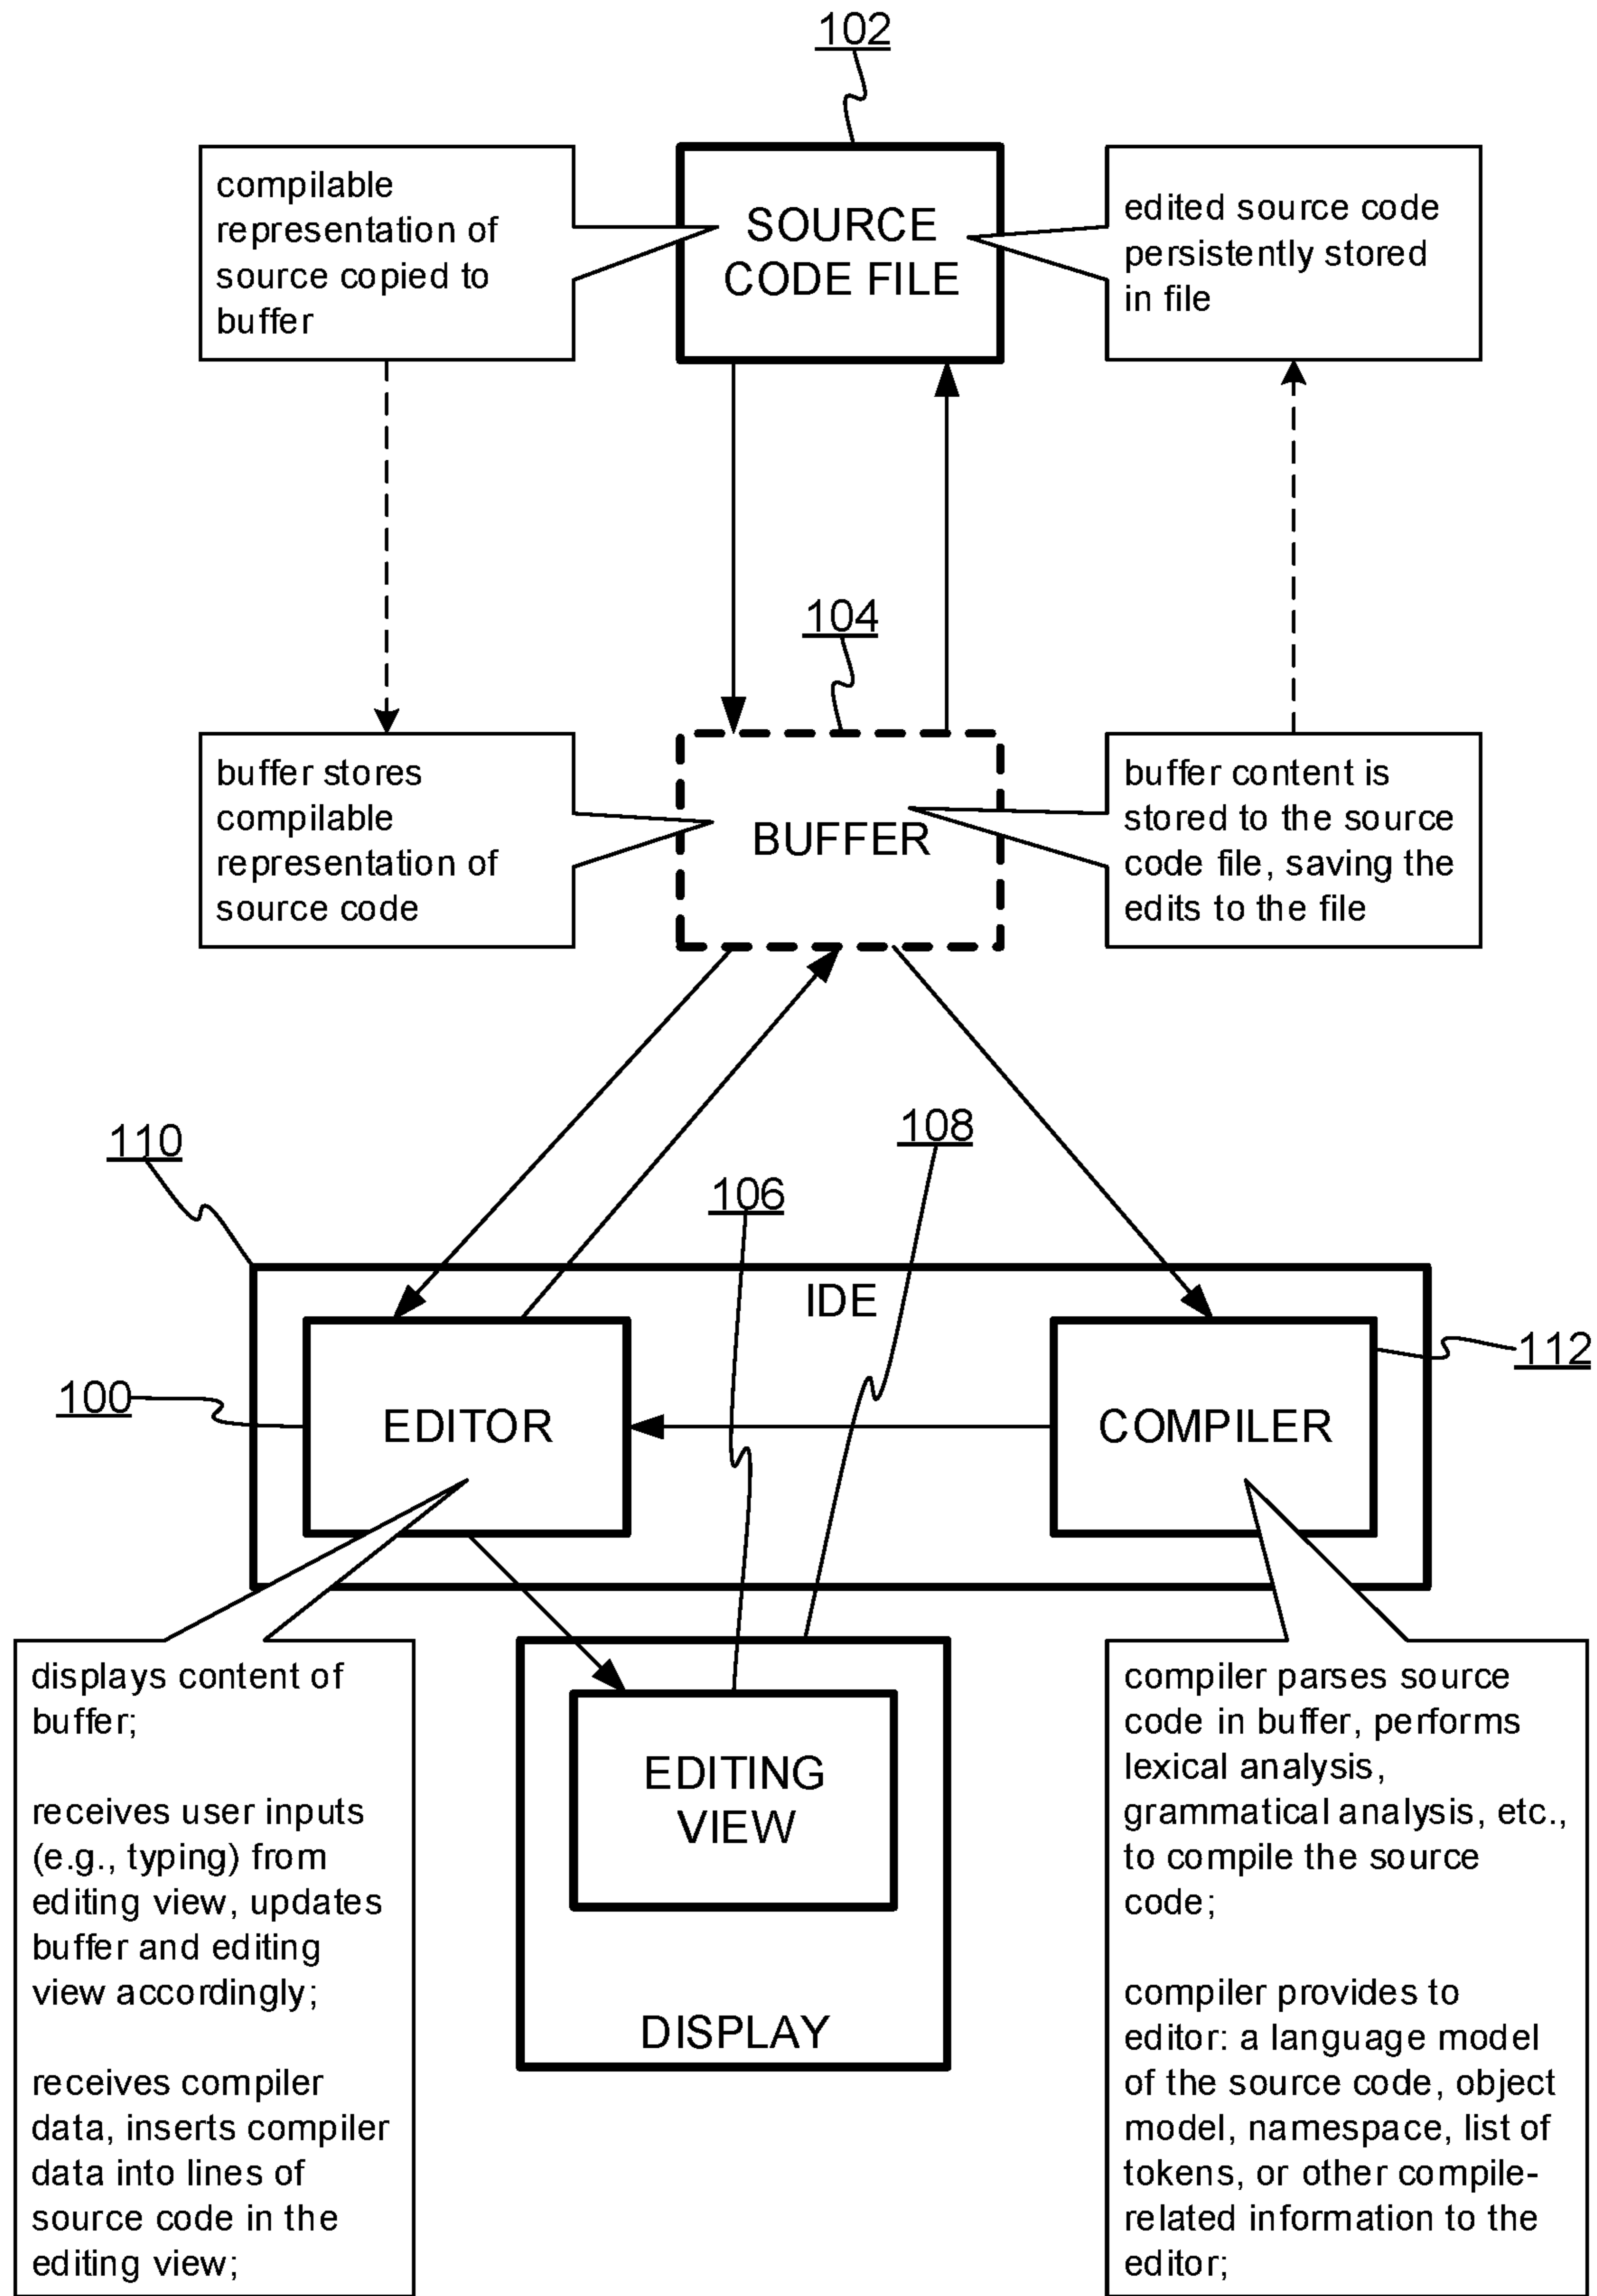 102
compilable
representation of
source copied to
buffer
SOURCE
CODE FILE
edited source code
persistently stored
in file
104
buffer stores
compilable
representation of
source code
BUFFER
buffer content is
stored to the source
code file, saving the
edits to the file
110
108
106
IDE
112
100
EDITOR
COMPILER
displays content of
buffer;
receives user inputs
(e.g., typing) from
editing view, updates
buffer and editing
view accordingly;
receives compiler
data, inserts compiler
data into lines of
source code in the
editing view;
EDITING
VIEW
DISPLAY
compiler parses source
code in buffer, performs
lexical analysis,
grammatical analysis, etc.,
to compile the source
code;
compiler provides to
editor: a language model
of the source code, object
model, namespace, list of
tokens, or other compile-
related information to the
editor;